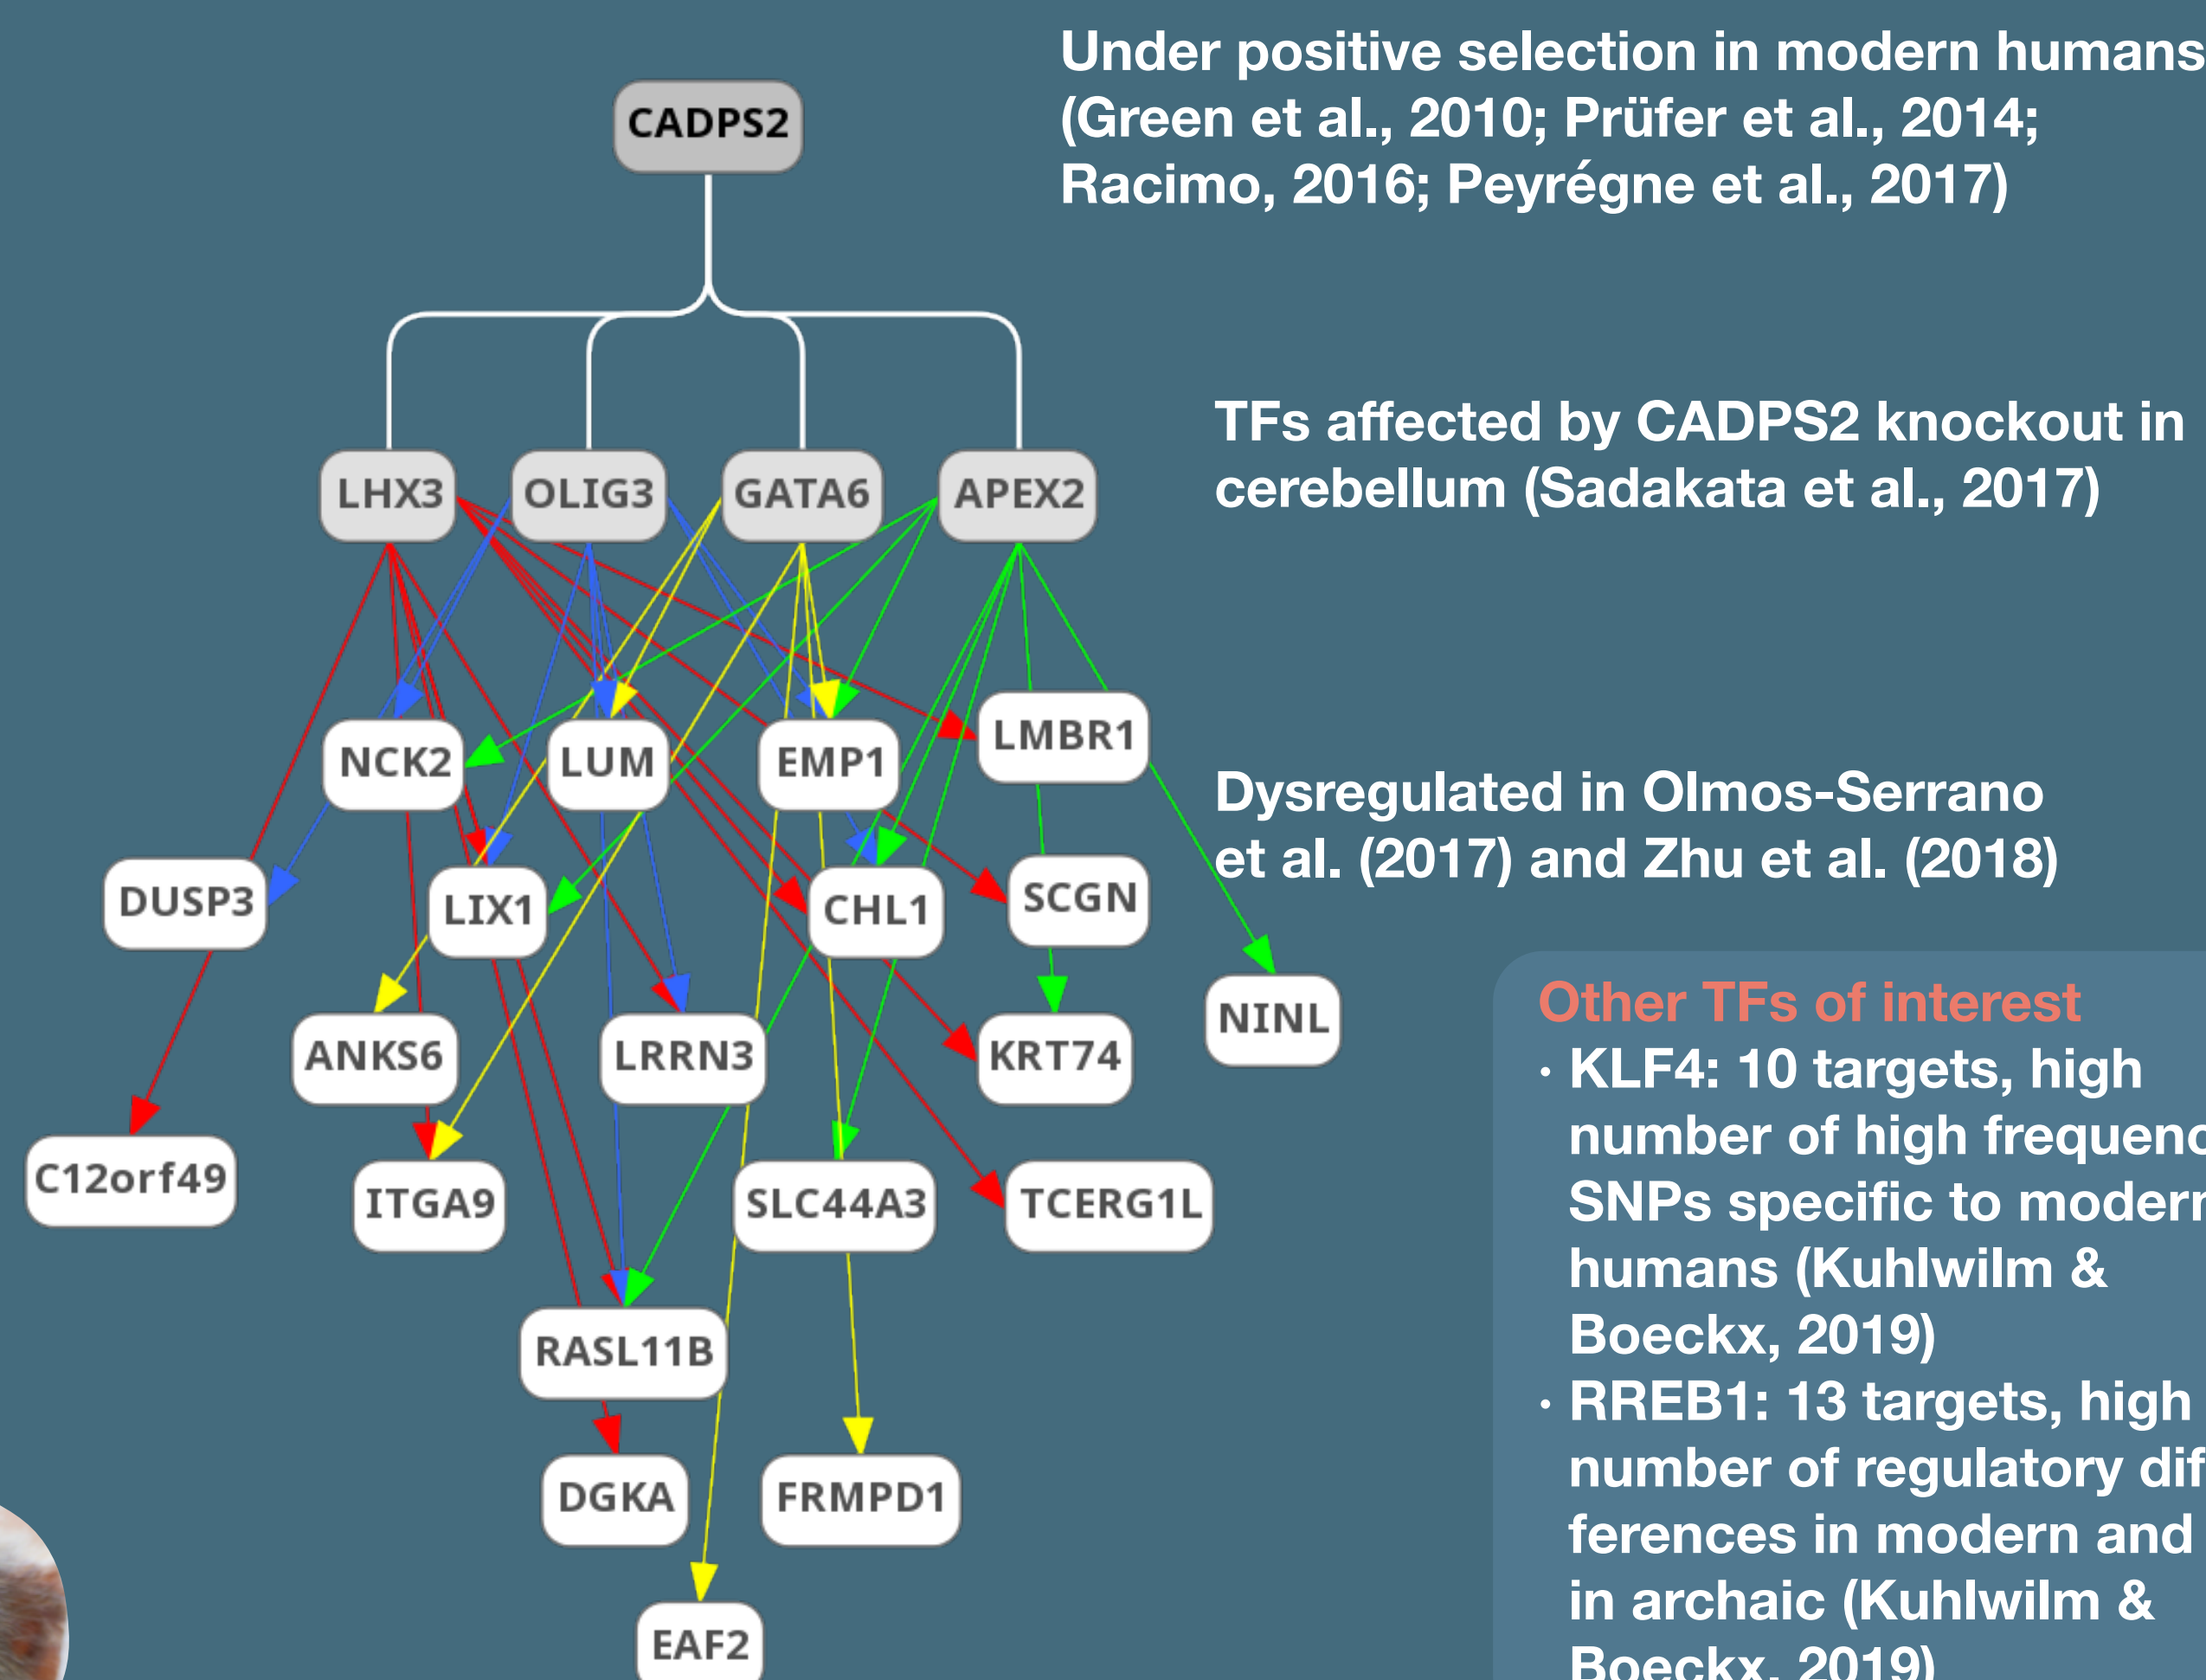 CADPS2
Under positive selection in modern humans
(Green et al., 2010; Prüfer et al., 2014;
Racimo, 2016; Peyrégne et al., 2017)
TFs affected by CADPS2 knockout in
cerebellum (Sadakata et al., 2017)
LHX3
OLIG3
GATA6
APEX2
NCK2
LUM
EMP1
LMBR1
Dysregulated in Olmos-Serrano
et al. (2017) and Zhu et al. (2018)
DUSP3
LIX1
CHL1
SCGN
NINL
ANKS6
LRRN3
KRT74
C12orf49
ITGA9
SLC44A3
TCERG1L
RASL11B
DGKA
FRMPD1
EAF2
Other TFs of interest
· KLF4: 10 targets, high
number of high frequenc
SNPs specific to modern
humans (Kuhlwilm &
Boeckx, 2019)
· RREB1: 13 targets, high
number of regulatory dif
ferences in modern and
in archaic (Kuhlwilm &
Boeckx, 2019)